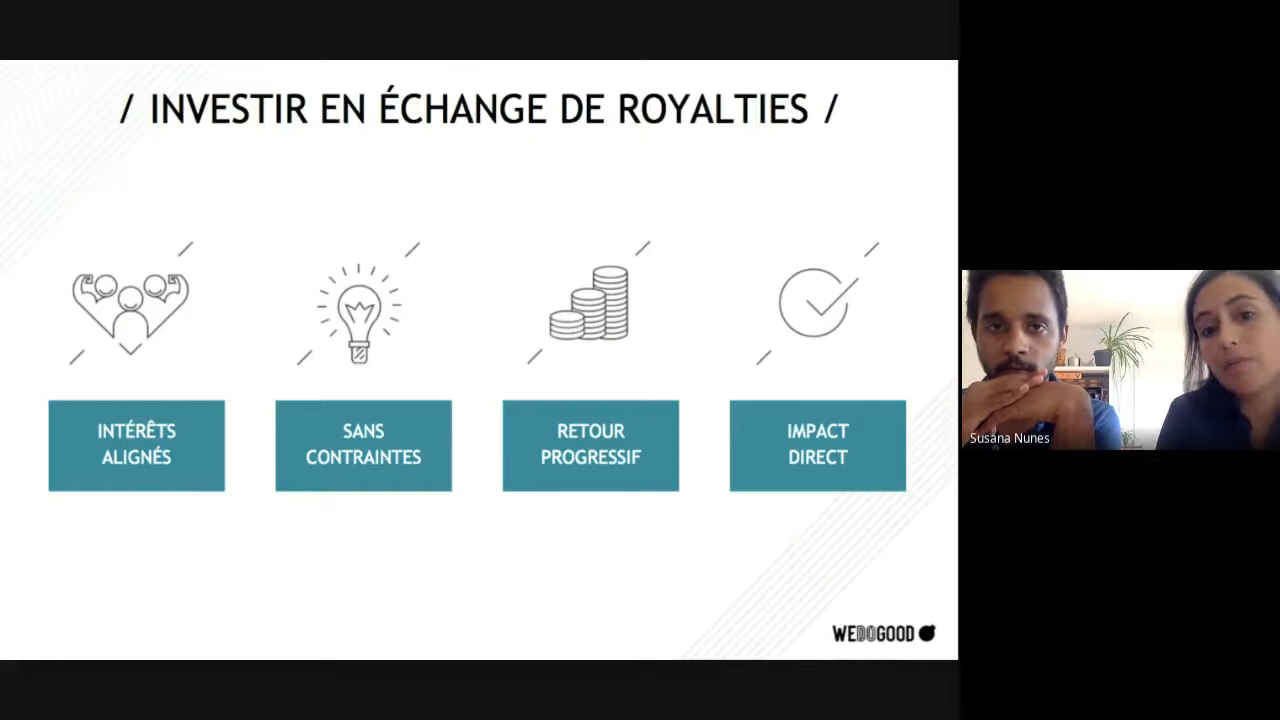 / INVESTIR EN ÉCHANGE DE ROYALTIES /
INTÉRÊTS
ALIGNÉS
SANS
CONTRAINTES
RETOUR
PROGRESSIF
IMPACT
DIRECT
WEDOGOOD
Susana Nunes